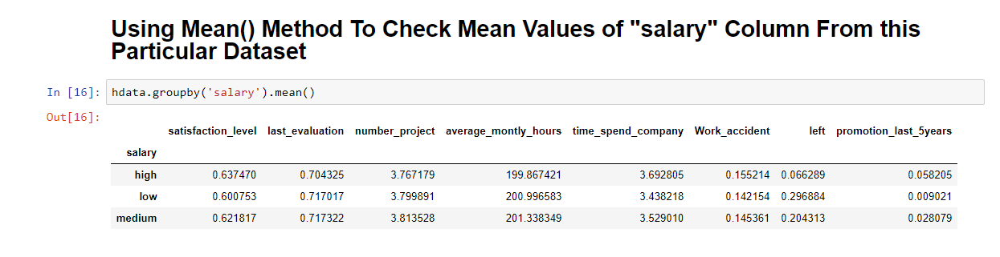 Using Mean() Method To Check Mean Values of "salary" Column From this
Particular Dataset
In [16]: hdata.groupby('salary').mean()
Out[16]:
satisfaction_level last_evaluation number_project average_montly_hours time_spend_company Work_accident left promotion_last_5years
salary
high 0.637470 0.704325 3.767179 199.867421 3.692805 0.155214 0.066289 0.058205
low 0.600753 0.717017 3.799891 200.996583 3.438218 0.142154 0.296884 0.009021
medium 0.621817 0.717322 3.813528 201.338349 3.529010 0.145361 0.204313 0.028079